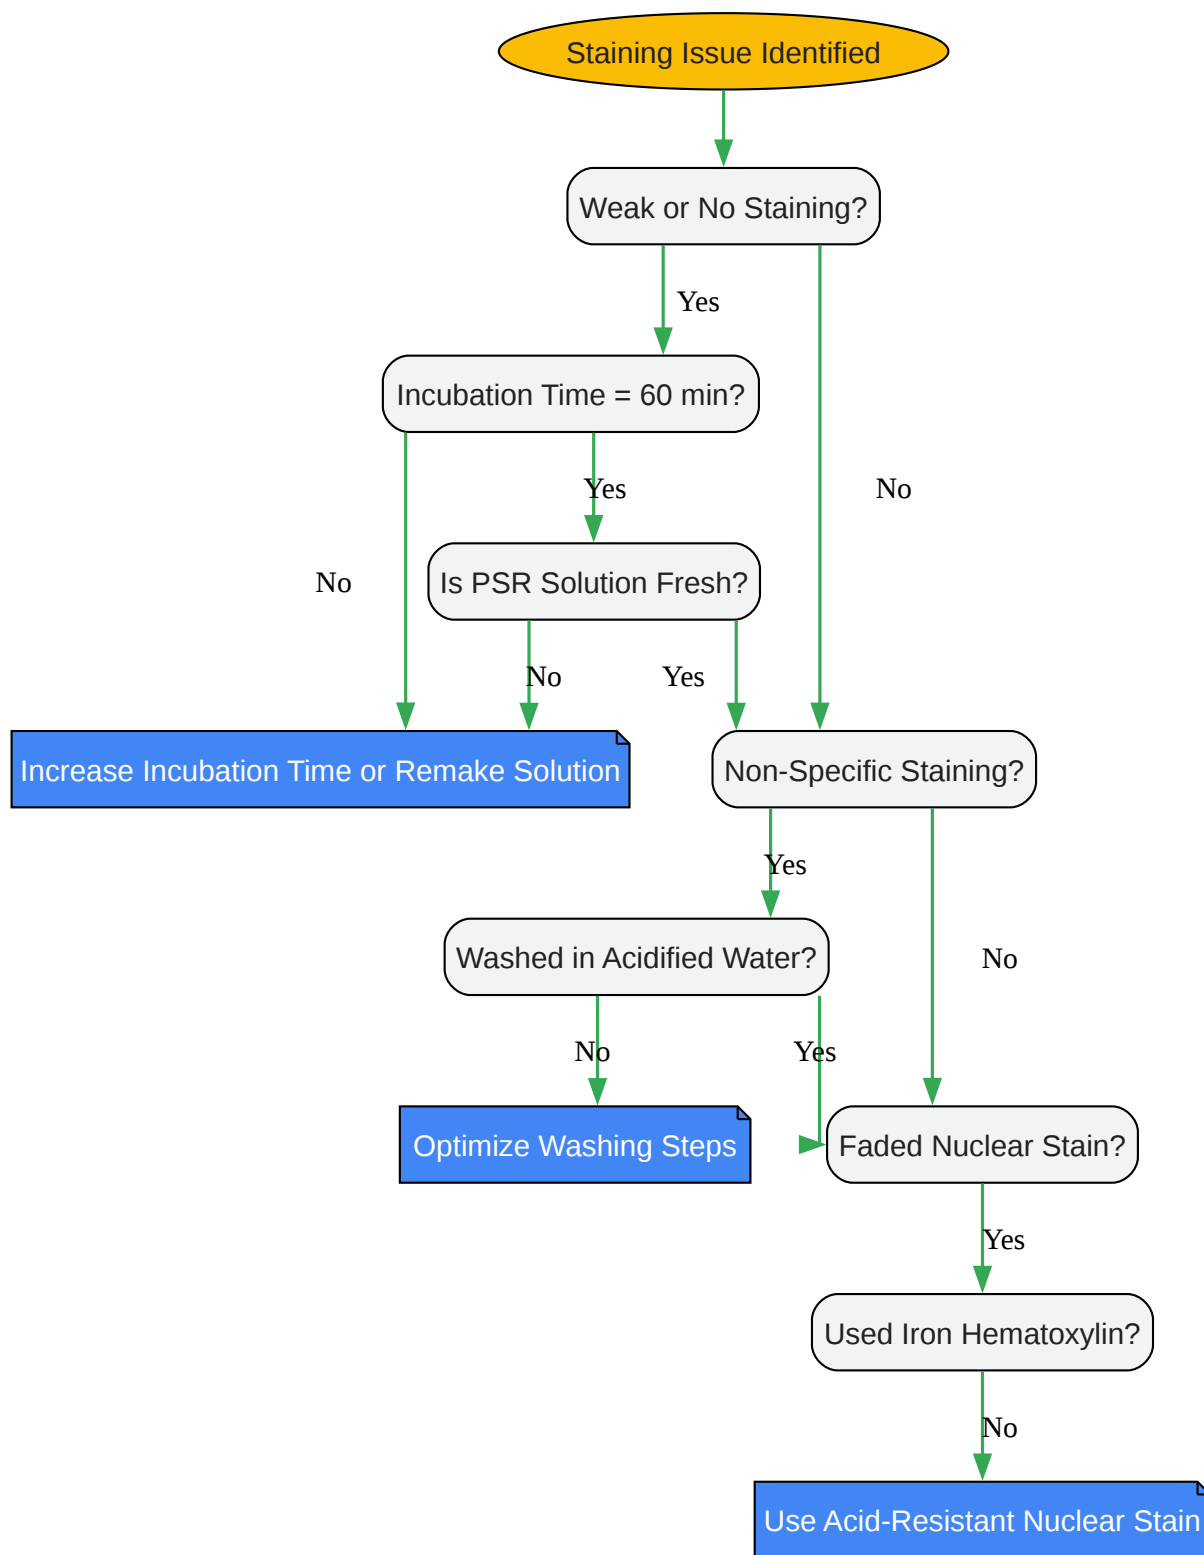 Staining Issue Identified
Weak or No Staining?
Yes
Incubation Time = 60 min?
Yes
No
No
Is PSR Solution Fresh?
No
Yes
Increase Incubation Time or Remake Solution
Non-Specific Staining?
Yes
Washed in Acidified Water?
No
No
Yes
Optimize Washing Steps
Faded Nuclear Stain?
Yes
Used Iron Hematoxylin?
No
Use Acid-Resistant Nuclear Stain